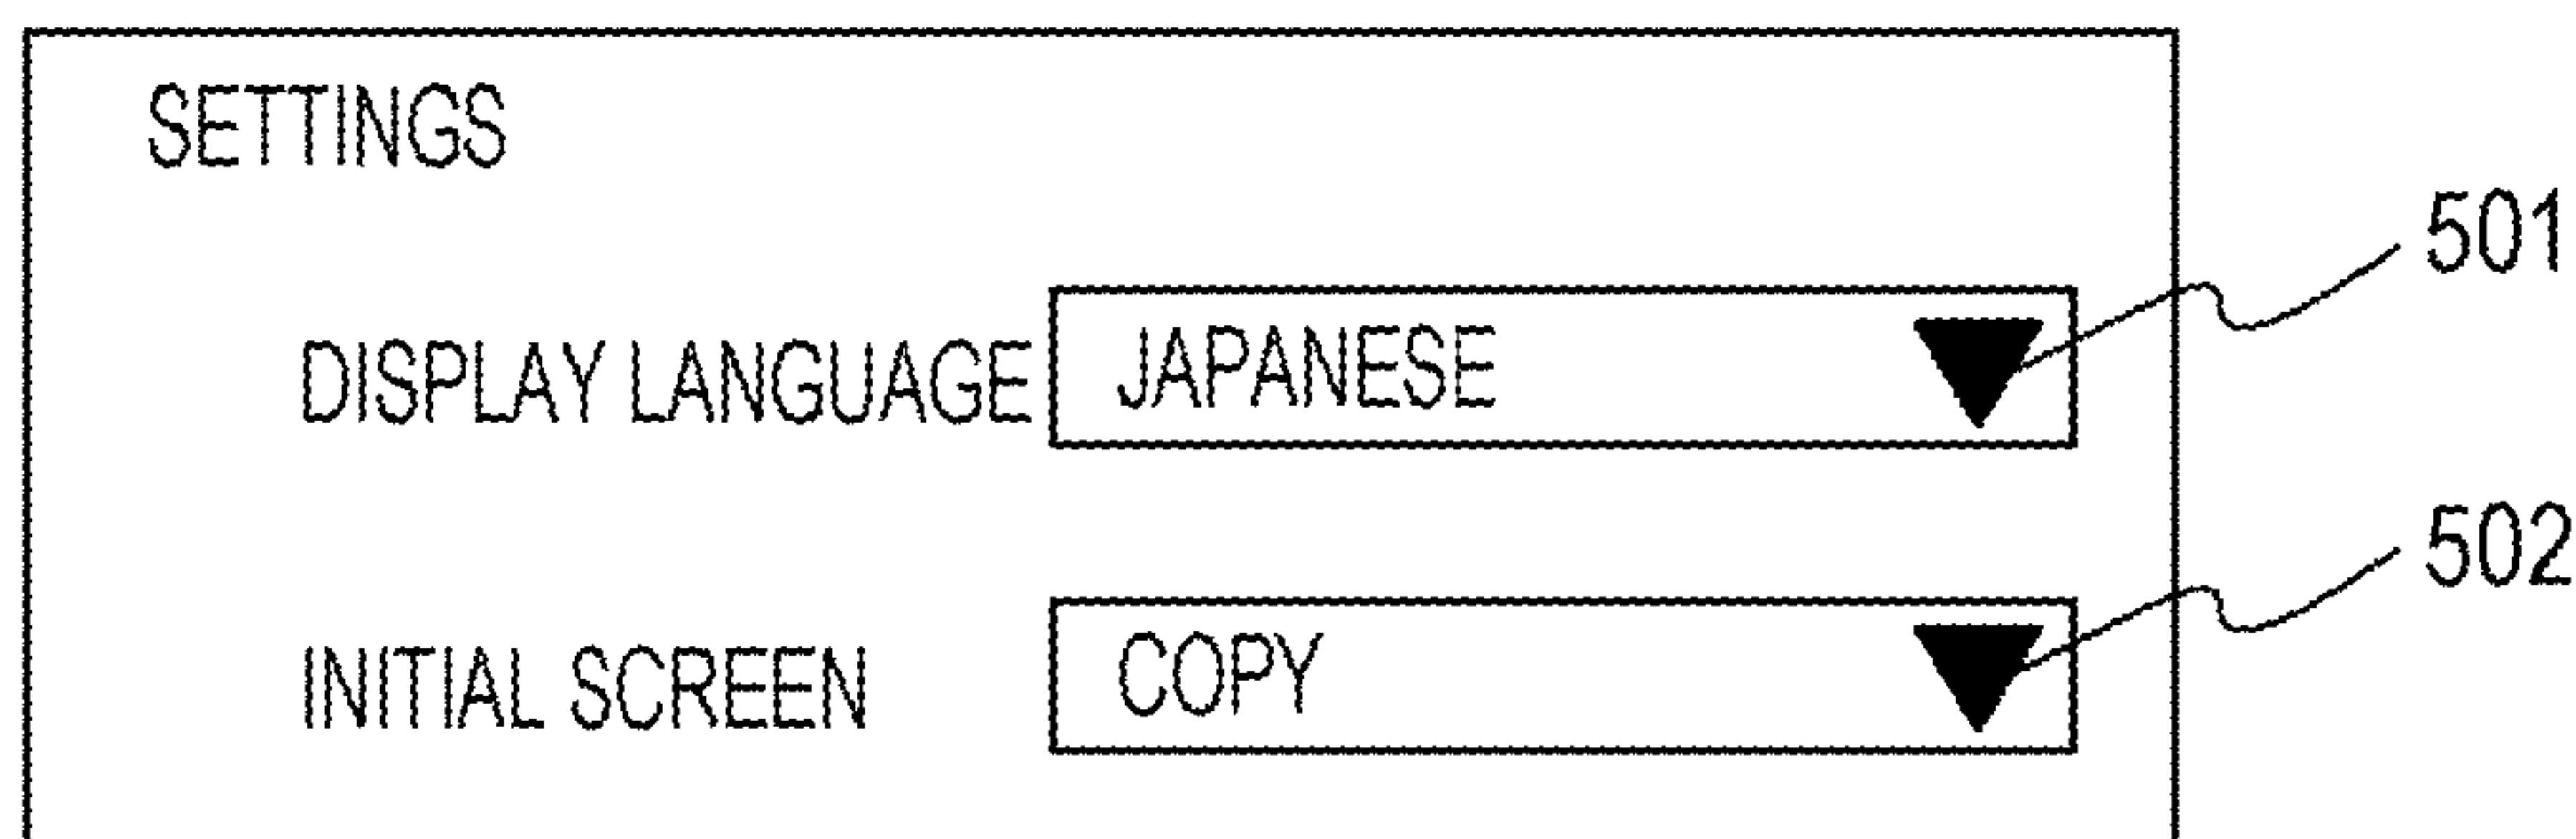 SETTINGS
501
DISPLAY LANGUAGE JAPANESE
502
INITIAL SCREEN COPY